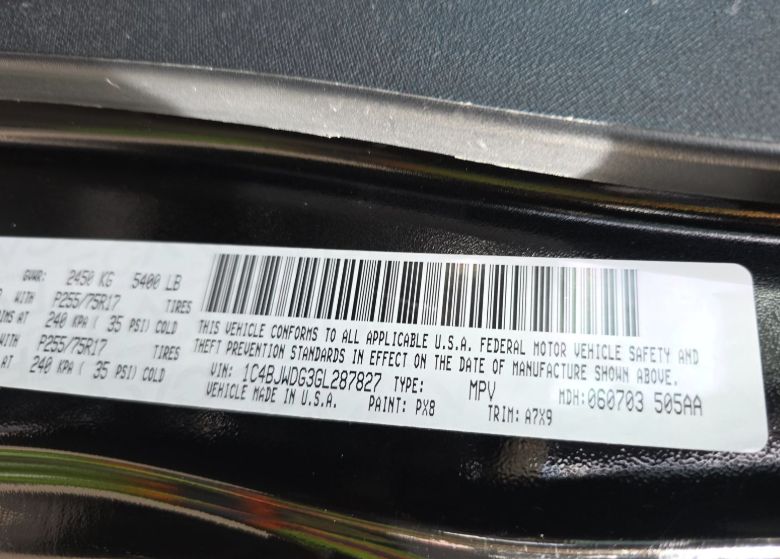 GVWR: 2450 KG 5400 LB
WITH P255/75R17 TIRES
AT 240 KPA ( 35 PSI) COLD
WITH P255/75R17 TIRES
AT 240 KPA ( 35 PSI) COLD
THIS VEHICLE CONFORMS TO ALL APPLICABLE U.S.A. FEDERAL MOTOR VEHICLE SAFETY AND
THEFT PREVENTION STANDARDS IN EFFECT ON THE DATE OF MANUFACTURE SHOWN ABOVE.
VIN: 1C4BJWDG3GL287827 TYPE: MPV MDH:060703 505AA
VEHICLE MADE IN U.S.A. PAINT: PX8 TRIM: A7X9